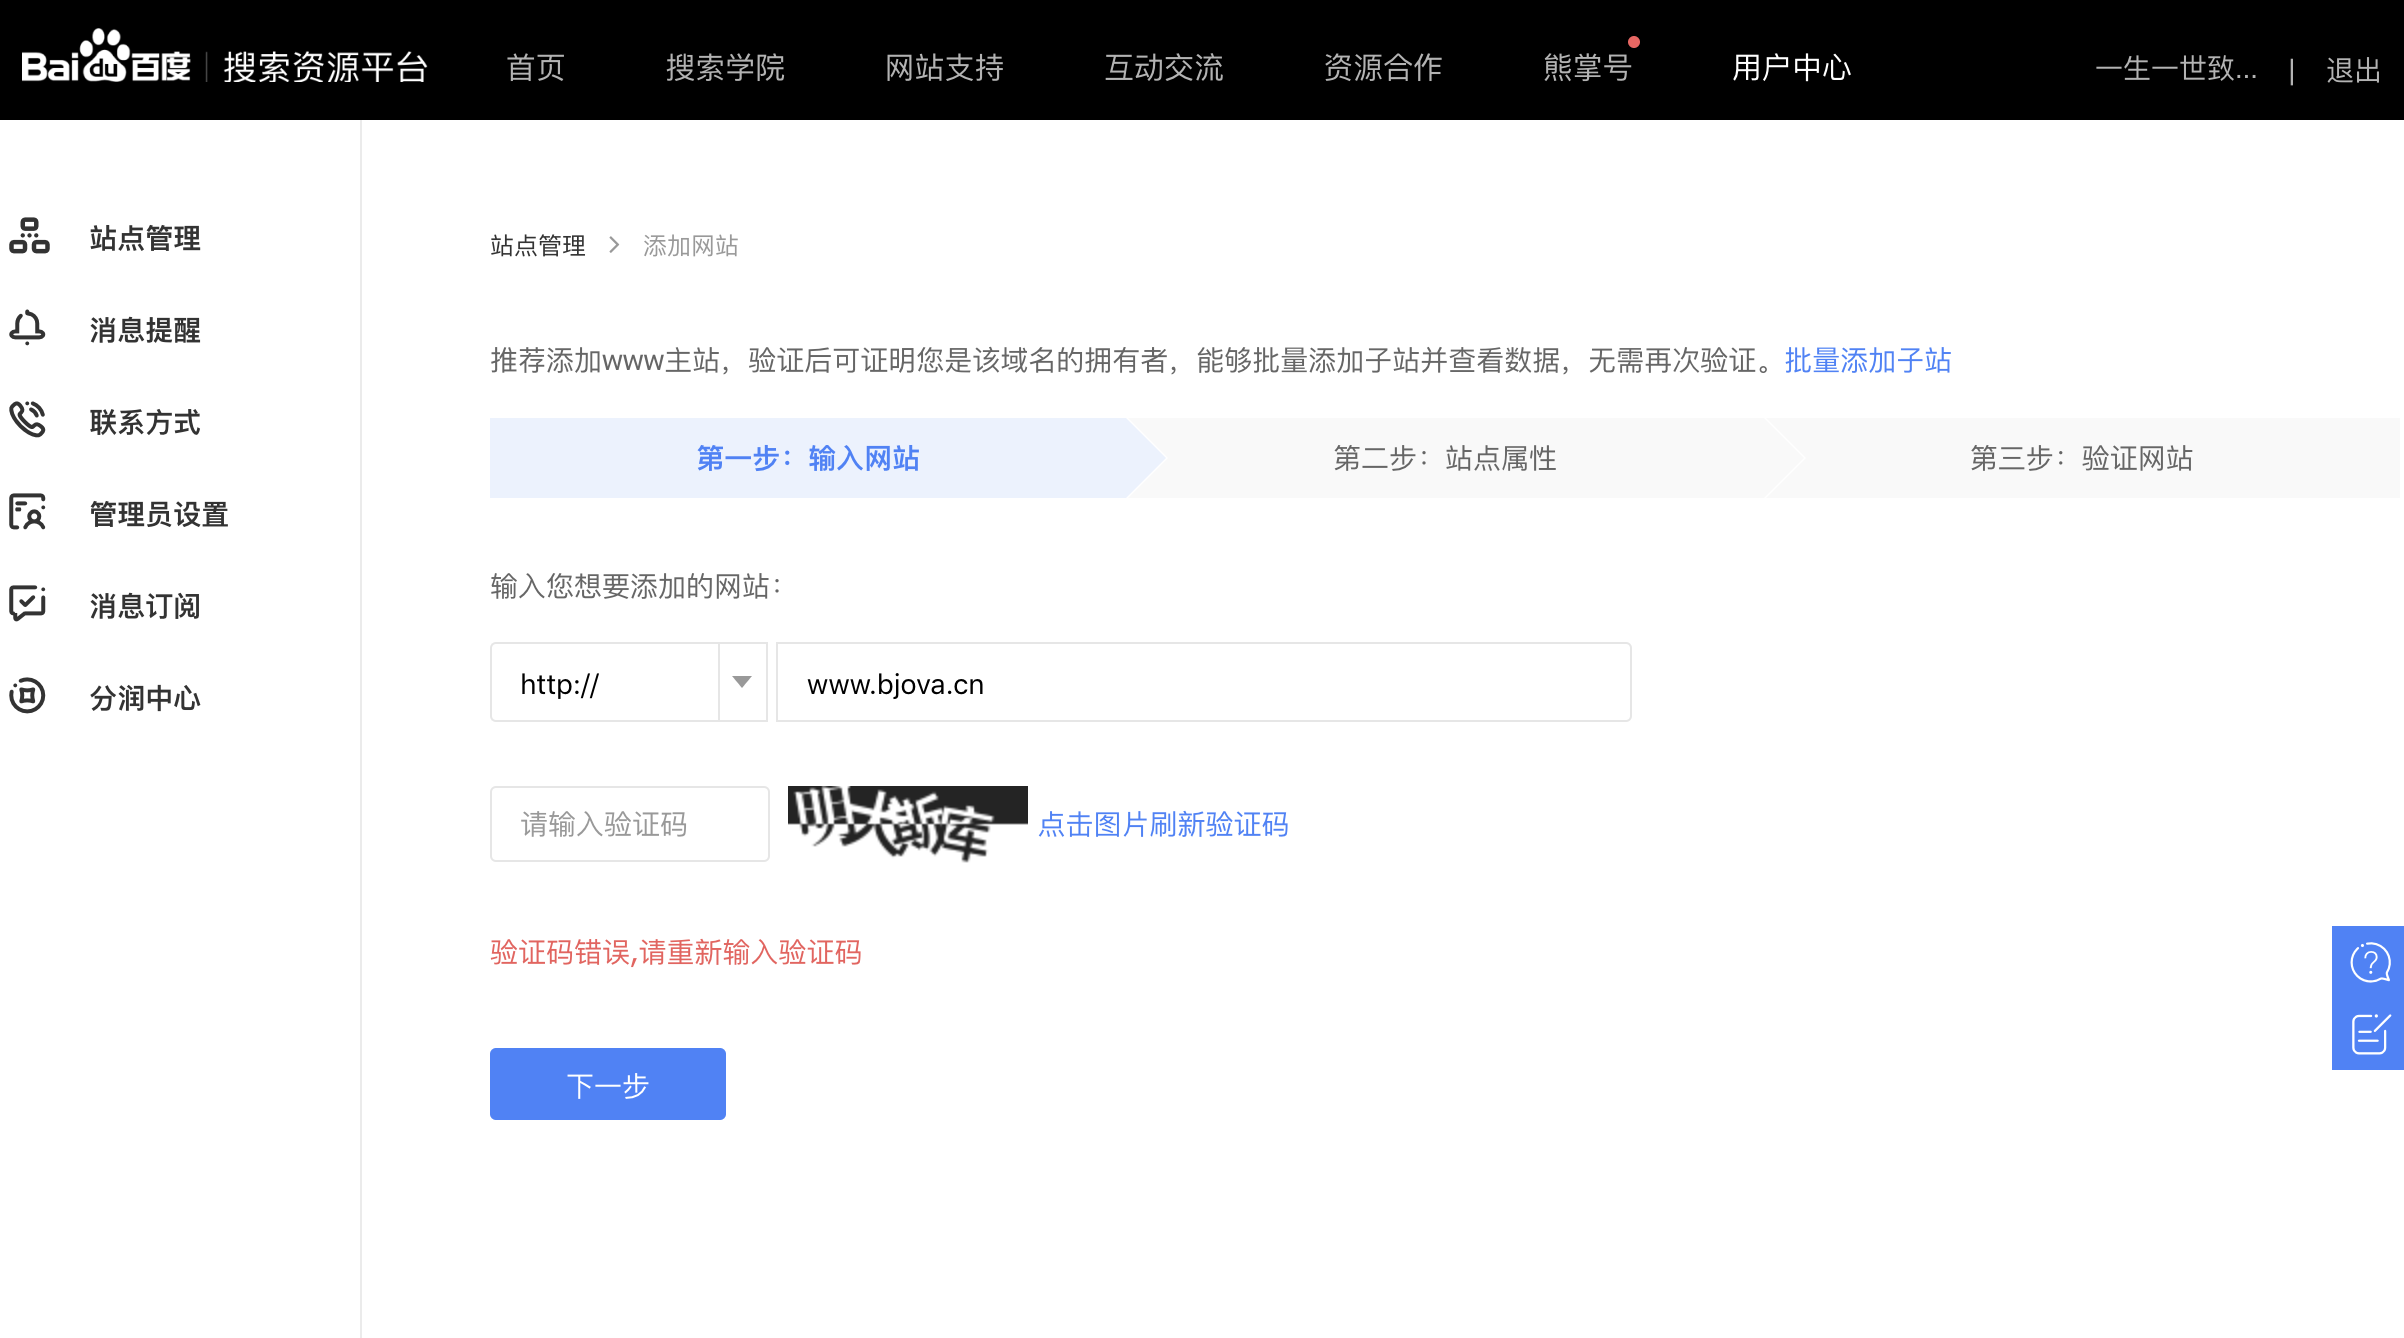 Bai du 百度 搜索资源平台 首页 搜索学院 网站支持 互动交流 资源合作 熊掌号 用户中心 一生一世致... | 退出
站点管理
消息提醒
联系方式
管理员设置
消息订阅
分润中心
站点管理 > 添加网站
推荐添加www主站，验证后可证明您是该域名的拥有者，能够批量添加子站并查看数据，无需再次验证。批量添加子站
第一步：输入网站 第二步：站点属性 第三步：验证网站
输入您想要添加的网站：
http:// www.bjova.cn
请输入验证码 点击图片刷新验证码
验证码错误,请重新输入验证码
下一步